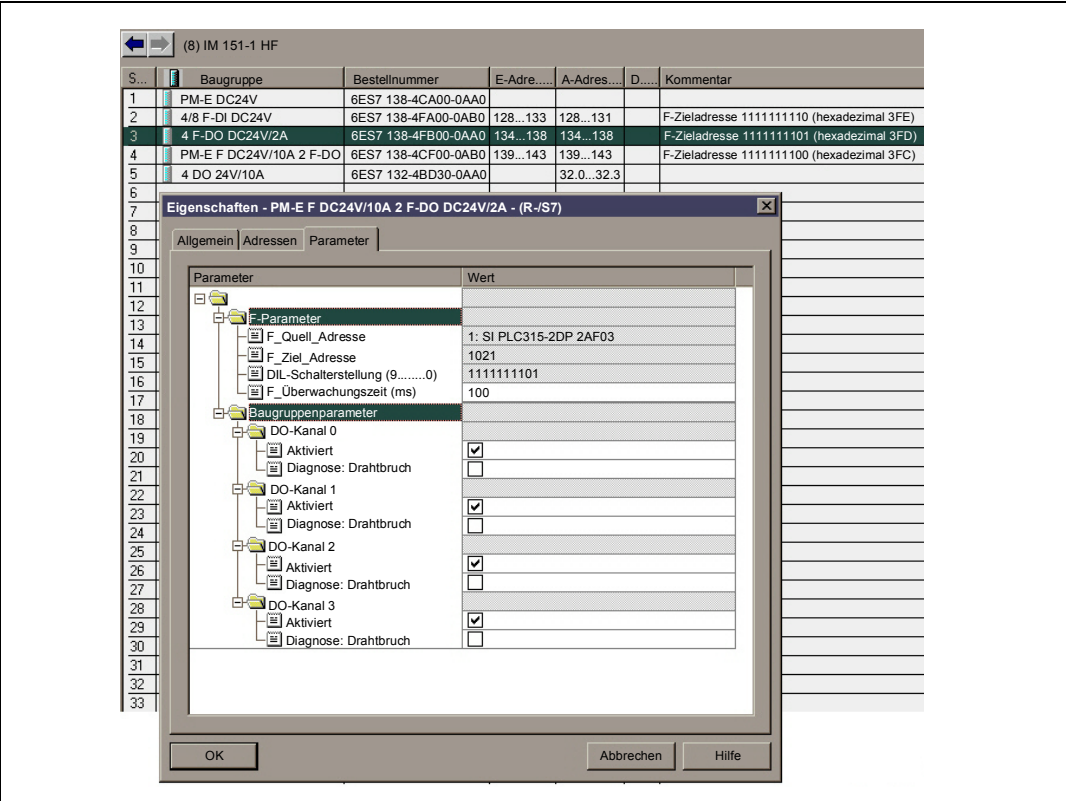 (8) IM 151-1 HF
S... Baugruppe Bestellnummer E-Adre..... A-Adres.... D..... Kommentar
1 PM-E DC24V 6ES7 138-4CA00-0AA0
2 4/8 F-DI DC24V 6ES7 138-4FA00-0AB0 128...133 128...131 F-Zieladresse 1111111110 (hexadezimal 3FE)
3 4 F-DO DC24V/2A 6ES7 138-4FB00-0AA0 134...138 134...138 F-Zieladresse 1111111101 (hexadezimal 3FD)
4 PM-E F DC24V/10A 2 F-DO 6ES7 138-4CF00-0AB0 139...143 139...143 F-Zieladresse 1111111100 (hexadezimal 3FC)
5 4 DO 24V/10A 6ES7 132-4BD30-0AA0 32.0...32.3
6
7
8
9
10
11
12
13
14
15
16
17
18
19
20
21
22
23
24
25
26
27
28
29
30
31
32
33
Eigenschaften - PM-E F DC24V/10A 2 F-DO DC24V/2A - (R-/S7)
Allgemein Adressen Parameter
Parameter Wert
F-Parameter
F_Quell_Adresse 1: SI PLC315-2DP 2AF03
F_Ziel_Adresse 1021
DIL-Schalterstellung (9........0) 1111111101
F_Überwachungszeit (ms) 100
Baugruppenparameter
DO-Kanal 0
Aktiviert
Diagnose: Drahtbruch
DO-Kanal 1
Aktiviert
Diagnose: Drahtbruch
DO-Kanal 2
Aktiviert
Diagnose: Drahtbruch
DO-Kanal 3
Aktiviert
Diagnose: Drahtbruch
OK Abbrechen Hilfe